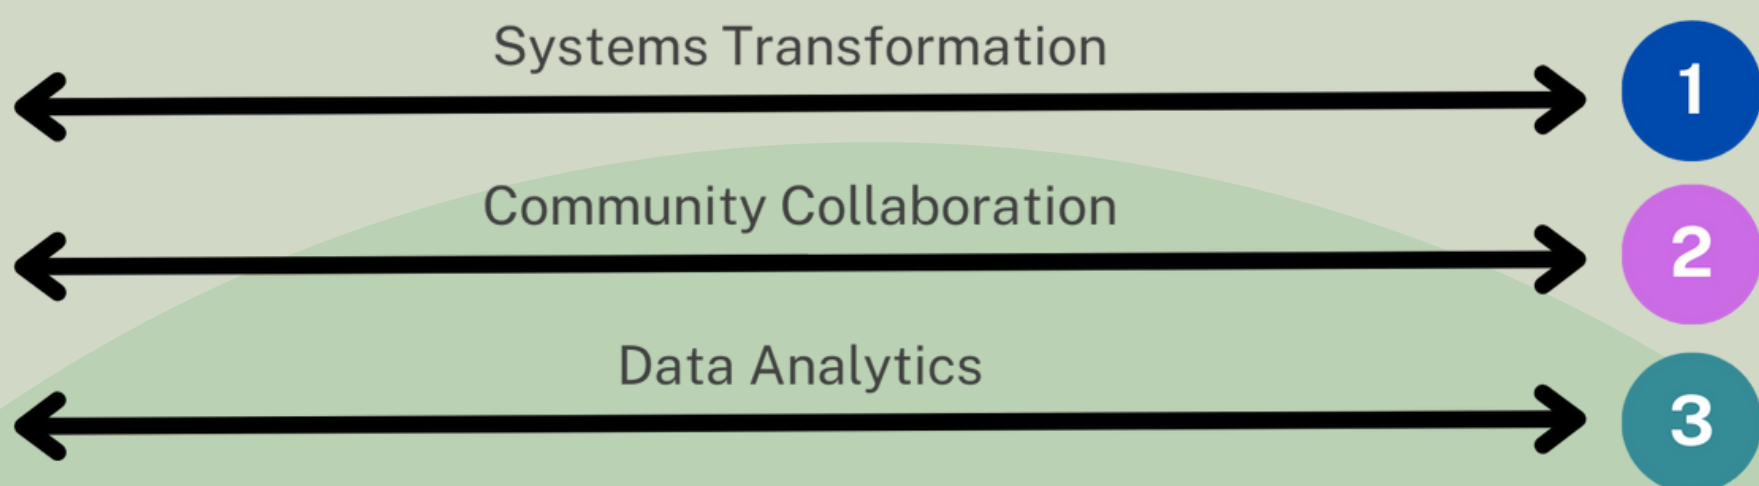 Systems Transformation
1
Community Collaboration
2
Data Analytics
3